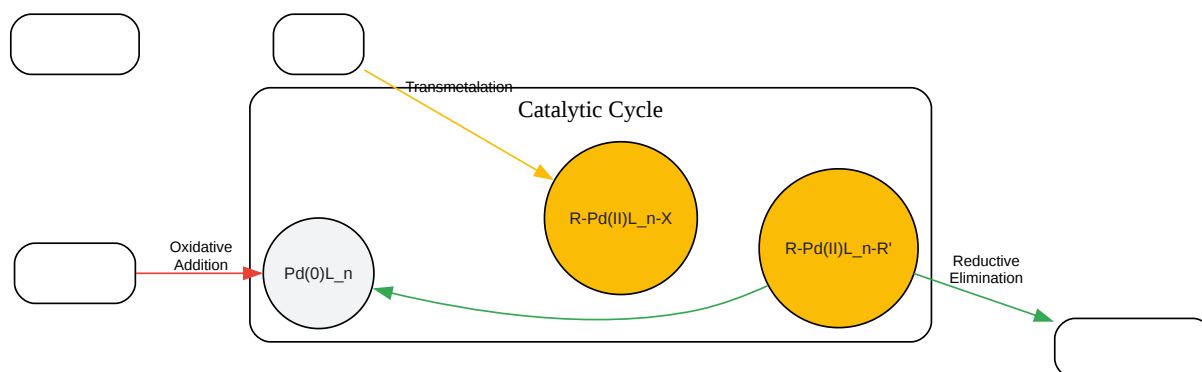 Transmetalation
Catalytic Cycle
R-Pd(II)L_n-X
R-Pd(II)L_n-R'
Oxidative
Addition
Pd(0)L_n
Reductive
Elimination